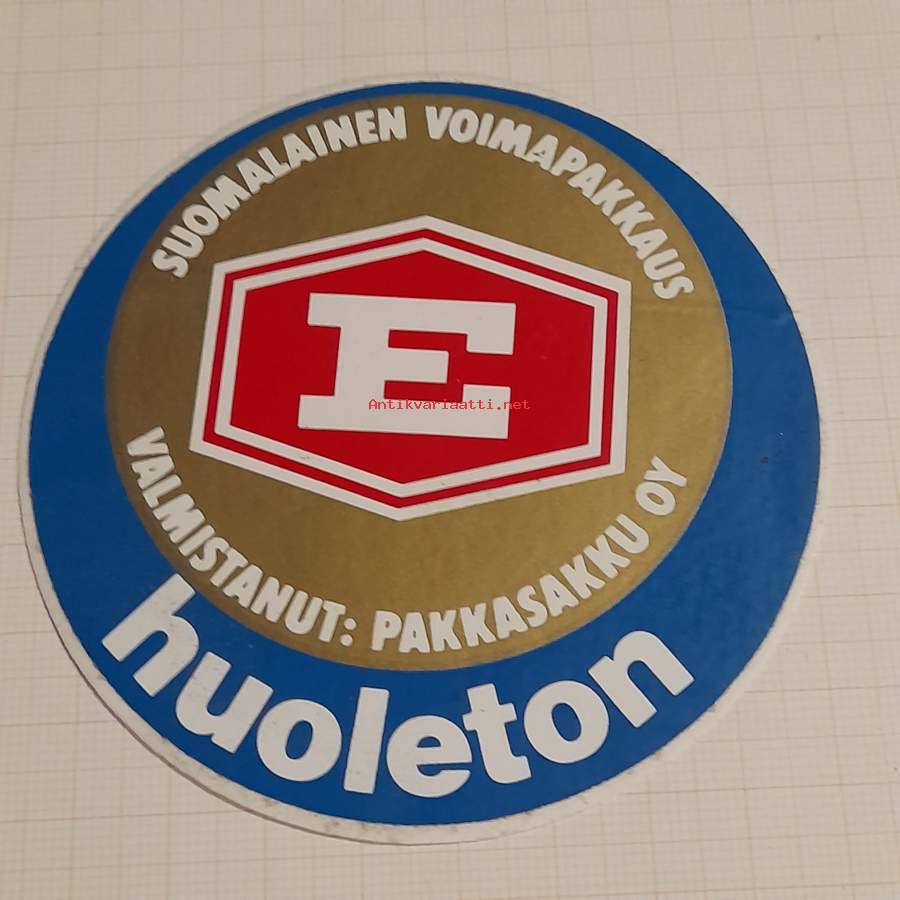 SUOMALAINEN VOIMAPAKKAUS
E
Antikvariaatti.net
VALMISTANUT: PAKKASAKKU OY
huoleton